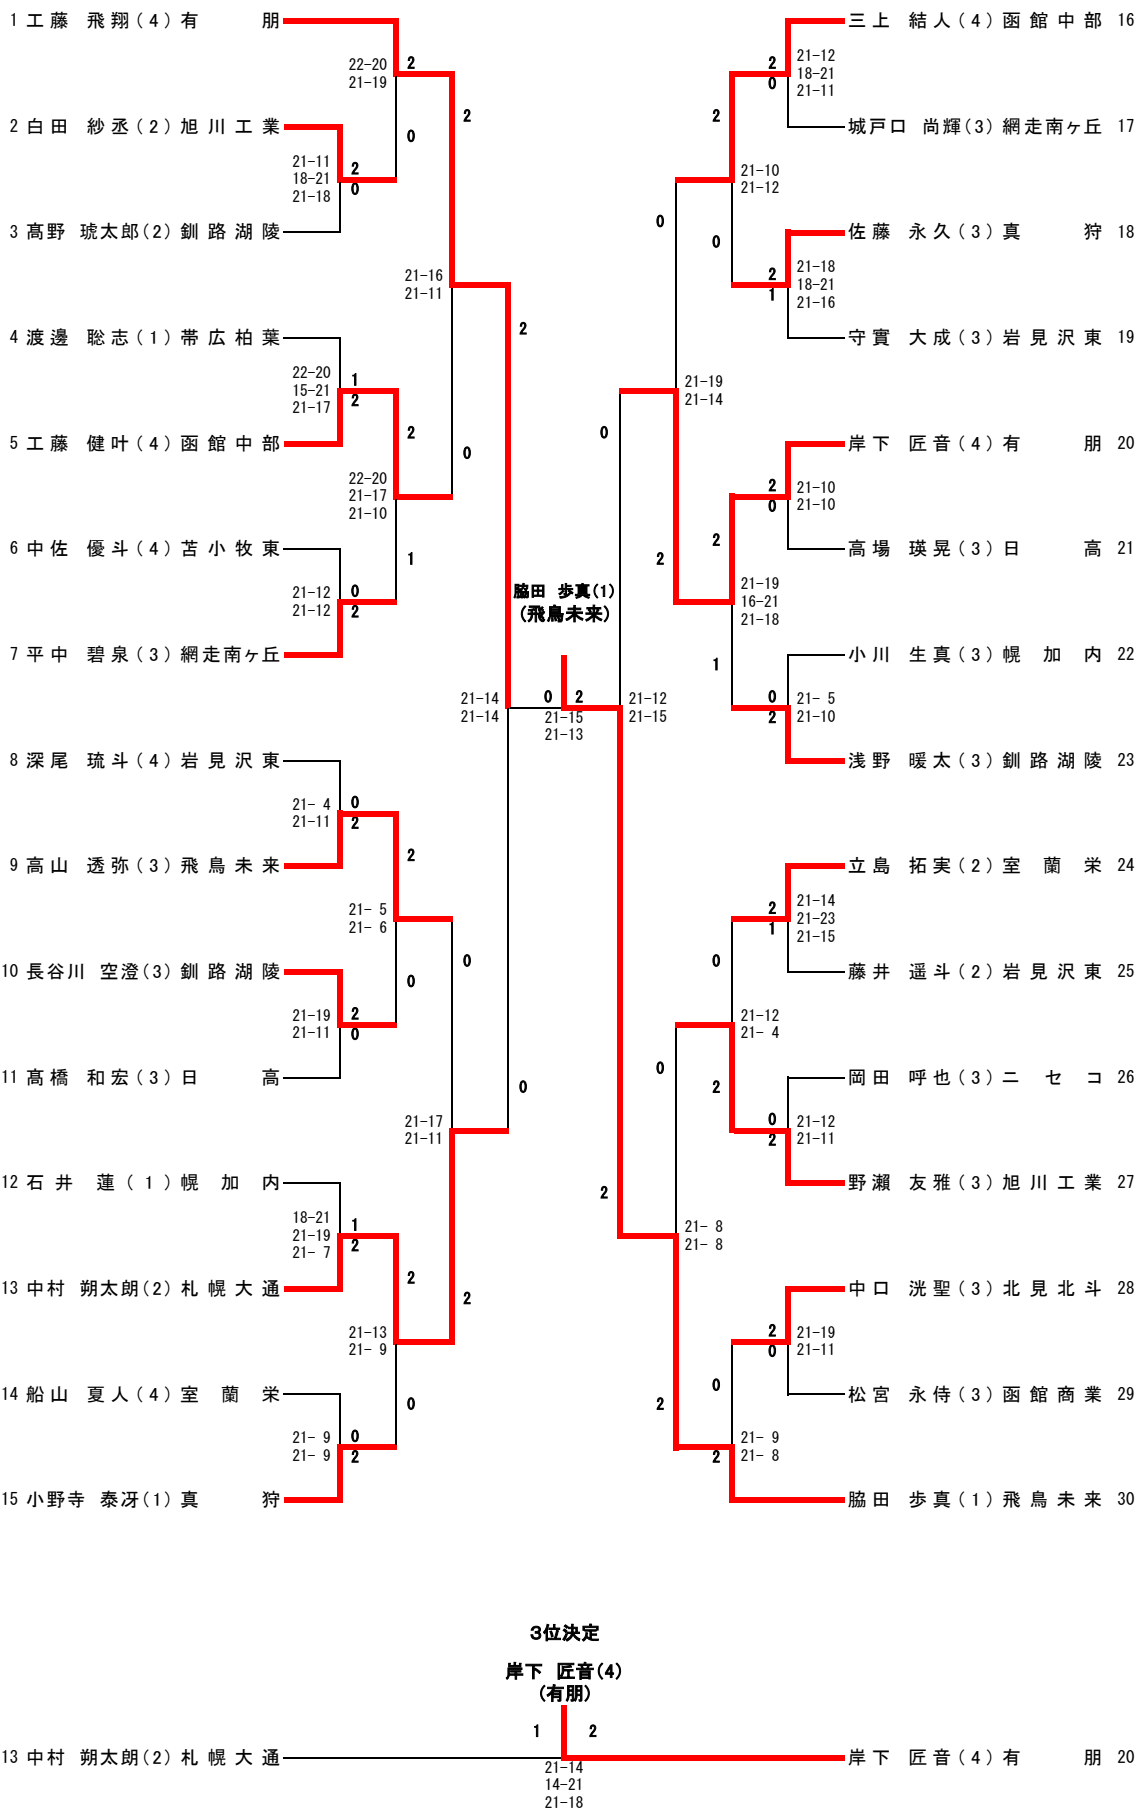 1 工藤 飛翔(4) 有朋
22-20 2
21-19
0
2 白田 紗丞(2) 旭川工業
21-11 2
18-21 0
21-18
3 髙野 琥太郎(2) 釧路湖陵
2
21-16
21-11
4 渡邊 聡志(1) 帯広柏葉
22-20 1
15-21 2
21-17
5 工藤 健叶(4) 函館中部
2
0
22-20
21-17
21-10
1
6 中佐 優斗(4) 苫小牧東
21-12 0
21-12 2
7 平中 碧泉(3) 網走南ヶ丘
2
21-14
21-14
8 深尾 琉斗(4) 岩見沢東
21- 4 0
21-11 2
9 高山 透弥(3) 飛鳥未来
2
21- 5
21- 6
0
0
10 長谷川 空澄(3) 釧路湖陵
21-19 2
21-11 0
11 髙橋 和宏(3) 日高
0
21-17
21-11
12 石井 蓮(1) 幌加内
18-21 1
21-19 2
21- 7
13 中村 朔太朗(2) 札幌大通
2
2
21-13
21- 9
0
14 船山 夏人(4) 室蘭栄
21- 9 0
21- 9 2
15 小野寺 泰冴(1) 真狩
脇田 歩真(1)
(飛鳥未来)
0 2
21-15
21-13
三上 結人(4) 函館中部 16
2 21-12
0 18-21
21-11
城戸口 尚輝(3) 網走南ヶ丘 17
2
21-10
21-12
0
0
佐藤 永久(3) 真狩 18
2 21-18
1 18-21
21-16
守實 大成(3) 岩見沢東 19
21-19
21-14
0
岸下 匠音(4) 有朋 20
2 21-10
0 21-10
高場 瑛晃(3) 日高 21
2
2
21-19
16-21
21-18
1
小川 生真(3) 幌加内 22
0 21- 5
2 21-10
浅野 暖太(3) 釧路湖陵 23
21-12
21-15
立島 拓実(2) 室蘭栄 24
2 21-14
1 21-23
21-15
藤井 遥斗(2) 岩見沢東 25
0
21-12
21- 4
0
2
岡田 呼也(3) ニセコ 26
0 21-12
2 21-11
野瀬 友雅(3) 旭川工業 27
2
21- 8
21- 8
中口 洸聖(3) 北見北斗 28
2 21-19
0 21-11
松宮 永侍(3) 函館商業 29
0
2
21- 9
2 21- 8
脇田 歩真(1) 飛鳥未来 30
3位決定
岸下 匠音(4)
(有朋)
1 2
13 中村 朔太朗(2) 札幌大通
岸下 匠音(4) 有朋 20
21-14
14-21
21-18